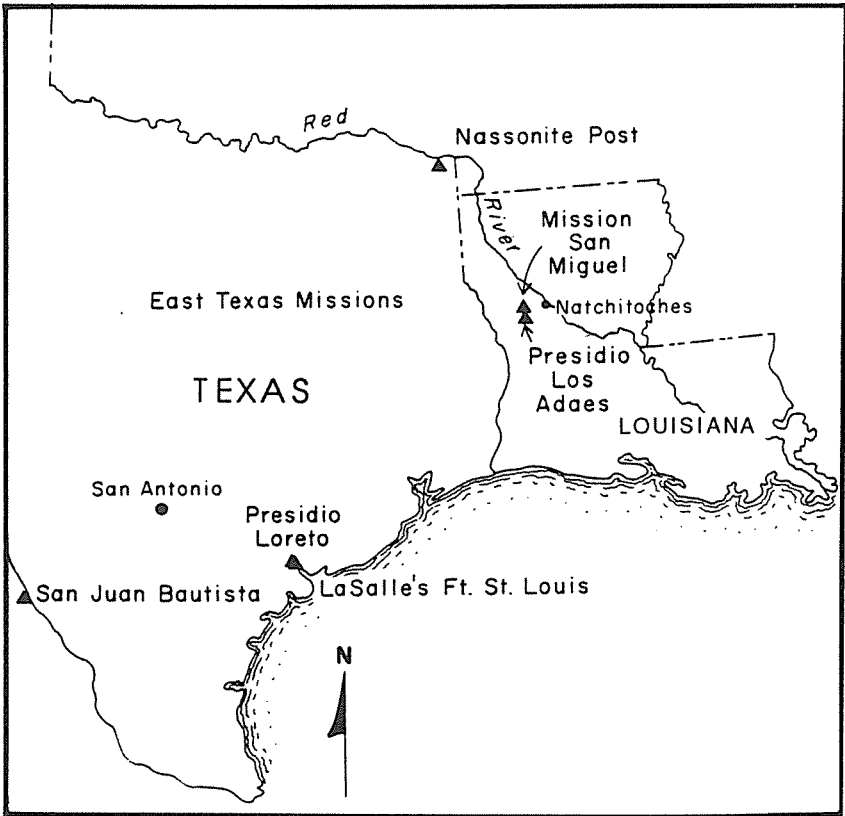 Red
Nassonite Post
River
Mission
San
Miguel
East Texas Missions
Natchitoches
Presidio
Los
Adaes
TEXAS
LOUISIANA
San Antonio
Presidio
Loreto
LaSalle's Ft. St. Louis
San Juan Bautista
N